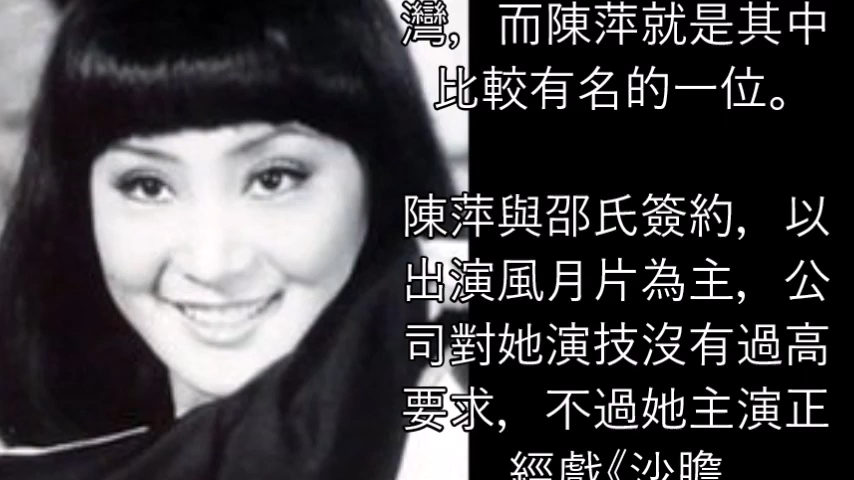 灣，而陳萍就是其中
比較有名的一位。
陳萍與邵氏簽約，以
出演風月片為主，公
司對她演技沒有過高
要求，不過她主演正
經戲《沙膽